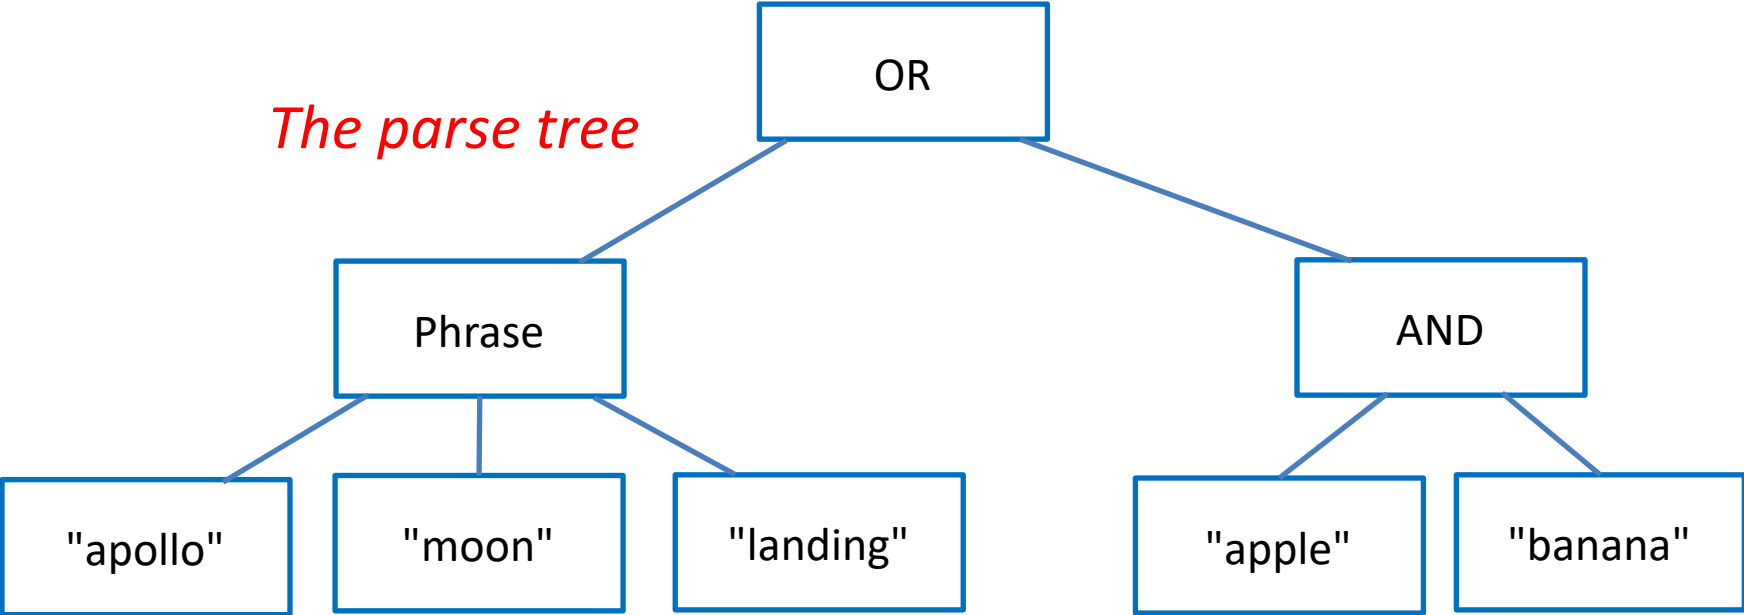 OR
The parse tree
Phrase
AND
"apollo"
"moon"
"landing"
"apple"
"banana"